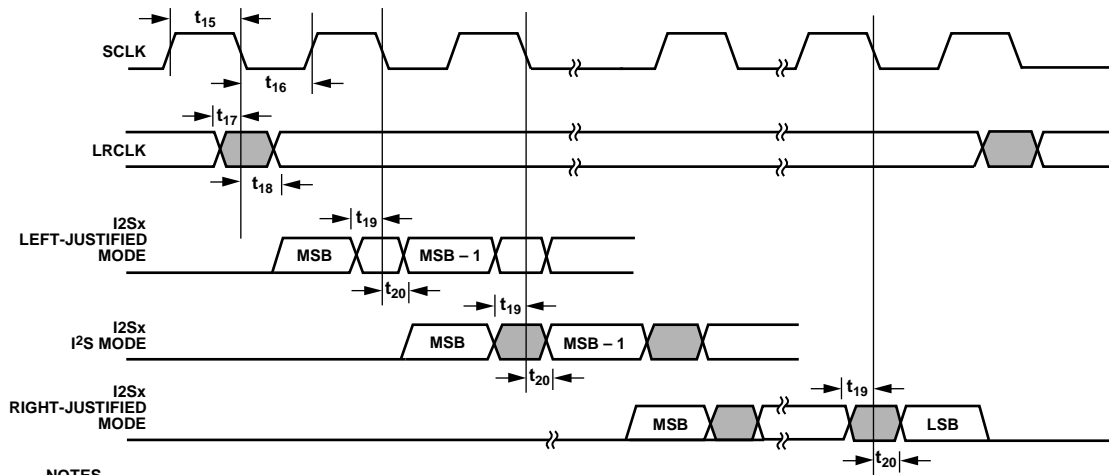 t15
SCLK
t16
t17
LRCLK
t18
I2Sx
LEFT-JUSTIFIED
MODE
t19
MSB
MSB – 1
t20
t19
I2Sx
I2S MODE
MSB
MSB – 1
t20
I2Sx
RIGHT-JUSTIFIED
MODE
t19
MSB
LSB
t20
NOTES